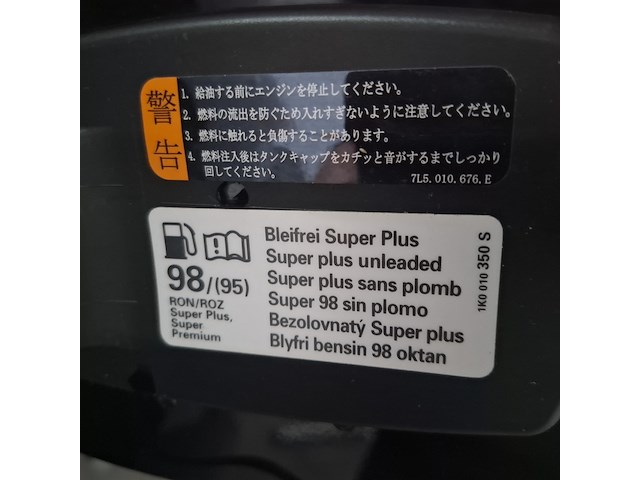 警告
1. 給油する前にエンジンを停止してください。
2. 燃料の流出を防ぐため入れすぎないように注意してください。
3. 燃料に触れると負傷することがあります。
4. 燃料注入後はタンクキャップをカチッと音がするまでしっかり
回してください。
7L5.010.676.E
98/(95)
RON/ROZ
Super Plus,
Super
Premium
Bleifrei Super Plus
Super plus unleaded
Super plus sans plomb
Super 98 sin plomo
Bezolovnatý Super plus
Blyfri bensin 98 oktan
1K0 010 350 S